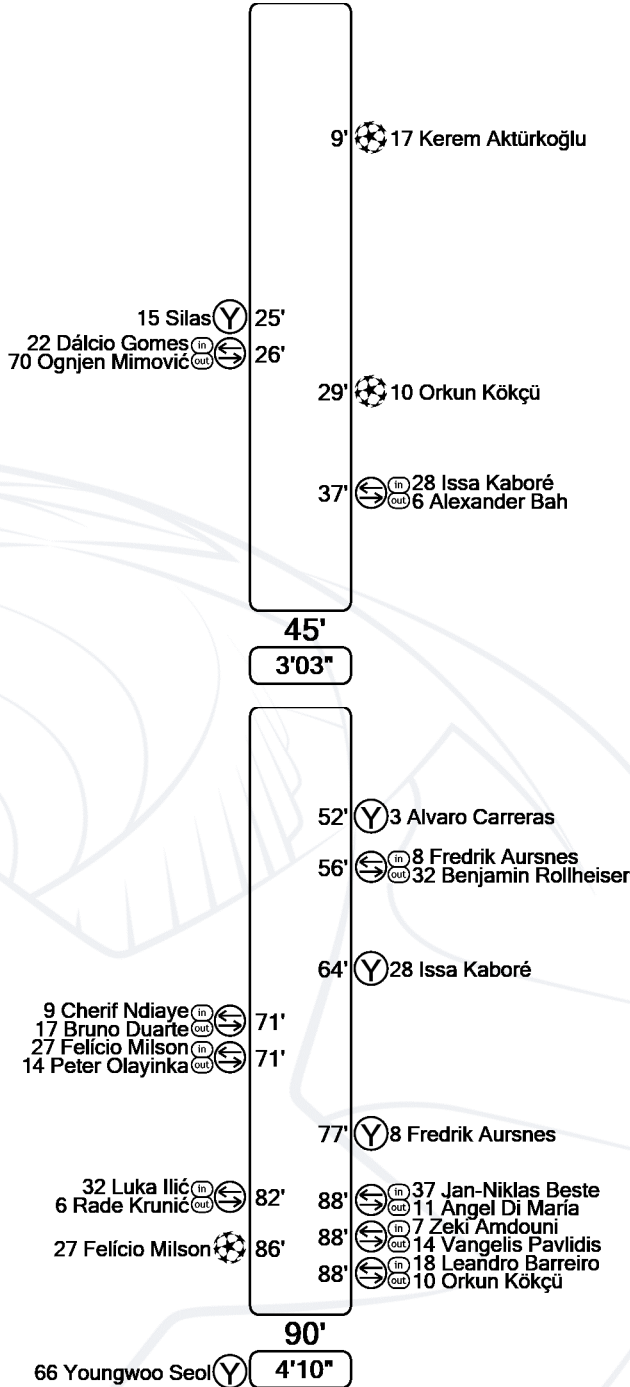 9' 17 Kerem Aktürkoğlu
15 Silas Y 25'
22 Dálcio Gomes in
70 Ognjen Mimović out 26'
29' 10 Orkun Kökçü
37' in 28 Issa Kaboré
out 6 Alexander Bah
45'
3'03"
52' Y 3 Alvaro Carreras
56' in 8 Fredrik Aursnes
out 32 Benjamin Rollheiser
64' Y 28 Issa Kaboré
9 Cherif Ndiaye in
17 Bruno Duarte out 71'
27 Felício Milson in
14 Peter Olayinka out 71'
77' Y 8 Fredrik Aursnes
32 Luka Ilić in
6 Rade Krunić out 82'
88' in 37 Jan-Niklas Beste
out 11 Ángel Di María
88' in 7 Zeki Amdouni
out 14 Vangelis Pavlidis
27 Felício Milson 86'
88' in 18 Leandro Barreiro
out 10 Orkun Kökçü
90'
66 Youngwoo Seol Y 4'10"